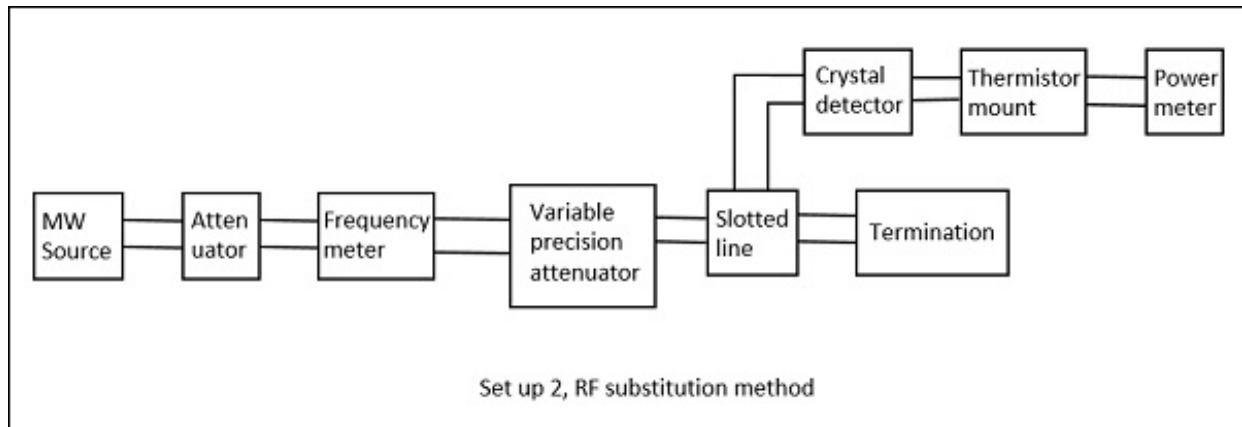 Crystal
detector
Thermistor
mount
Power
meter
MW
Source
Atten
uator
Frequency
meter
Variable
precision
attenuator
Slotted
line
Termination
Set up 2, RF substitution method